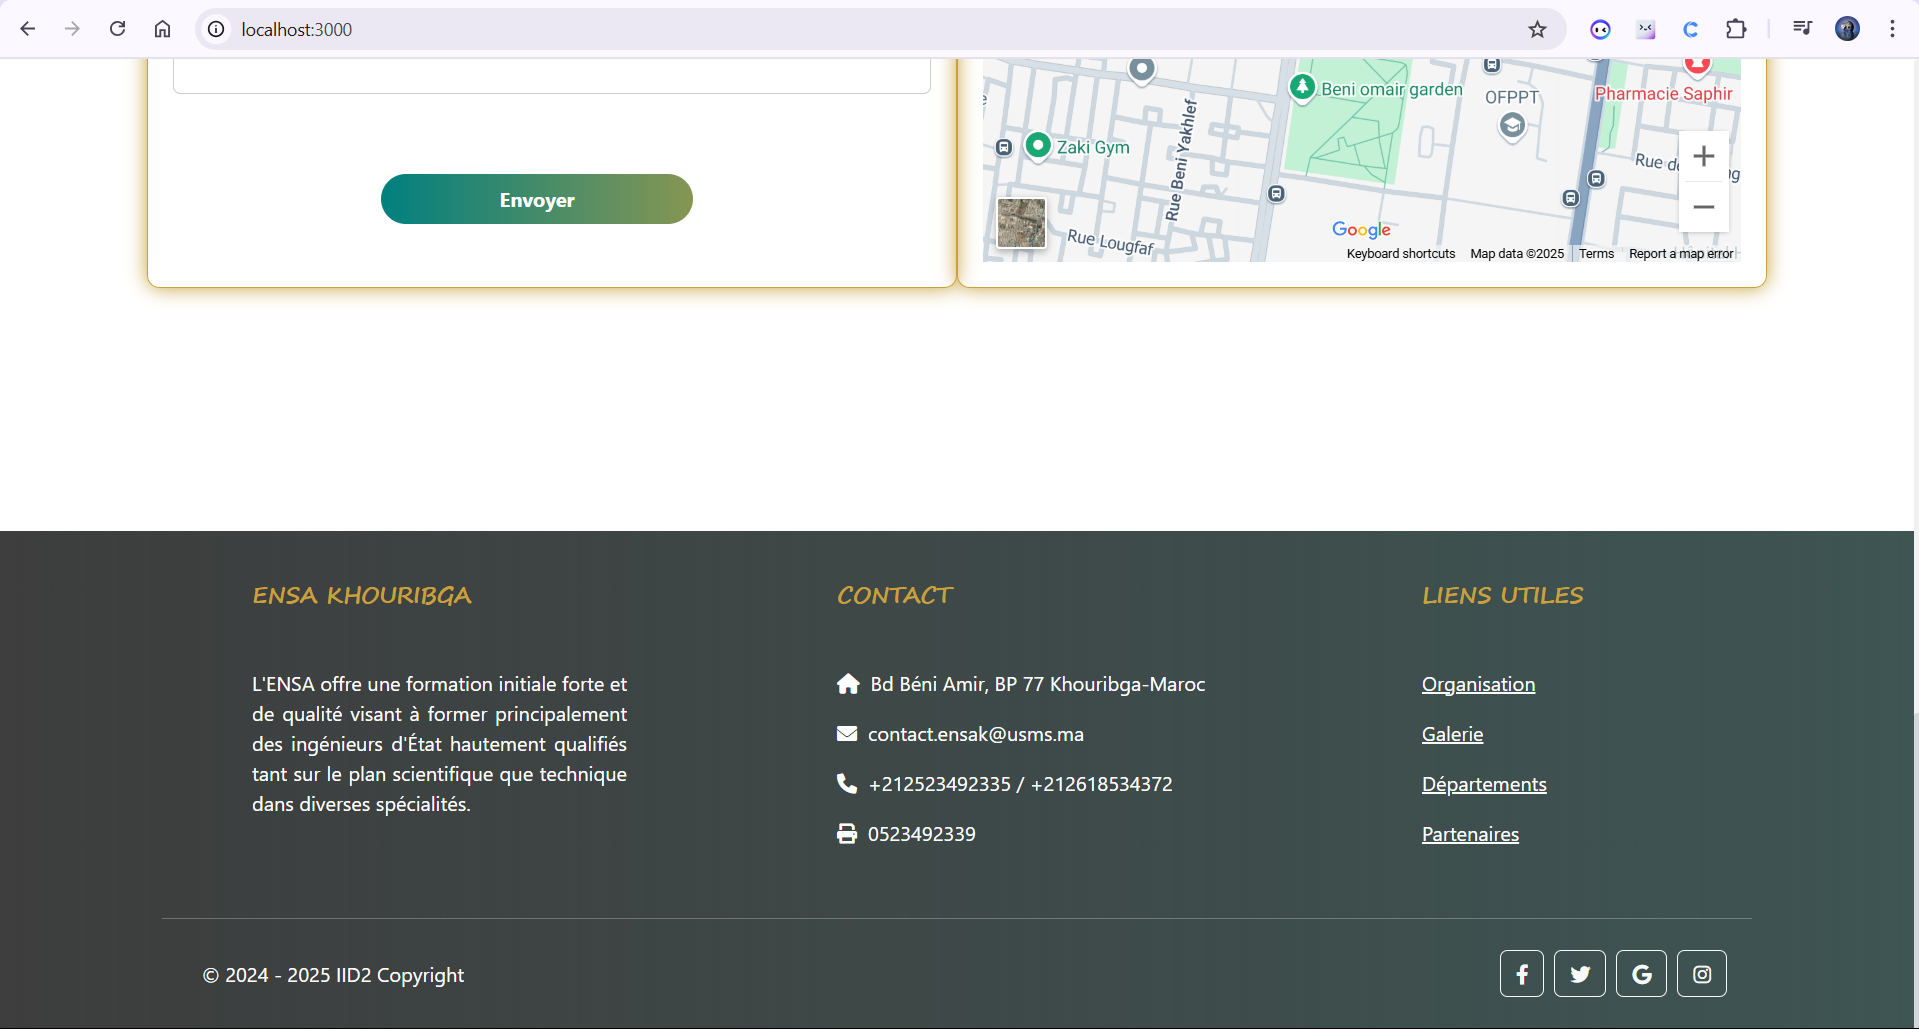 localhost:3000
Beni omair garden
OFPPT
Pharmacie Saphir
Zaki Gym
Rue Beni Yakhlef
Rue Lougfaf
Rue de
Google
Keyboard shortcuts Map data ©2025 Terms Report a map error
Envoyer
ENSA KHOURIBGA
L'ENSA offre une formation initiale forte et
de qualité visant à former principalement
des ingénieurs d'État hautement qualifiés
tant sur le plan scientifique que technique
dans diverses spécialités.
CONTACT
Bd Béni Amir, BP 77 Khouribga-Maroc
contact.ensak@usms.ma
+212523492335 / +212618534372
0523492339
LIENS UTILES
Organisation
Galerie
Départements
Partenaires
© 2024 - 2025 IID2 Copyright